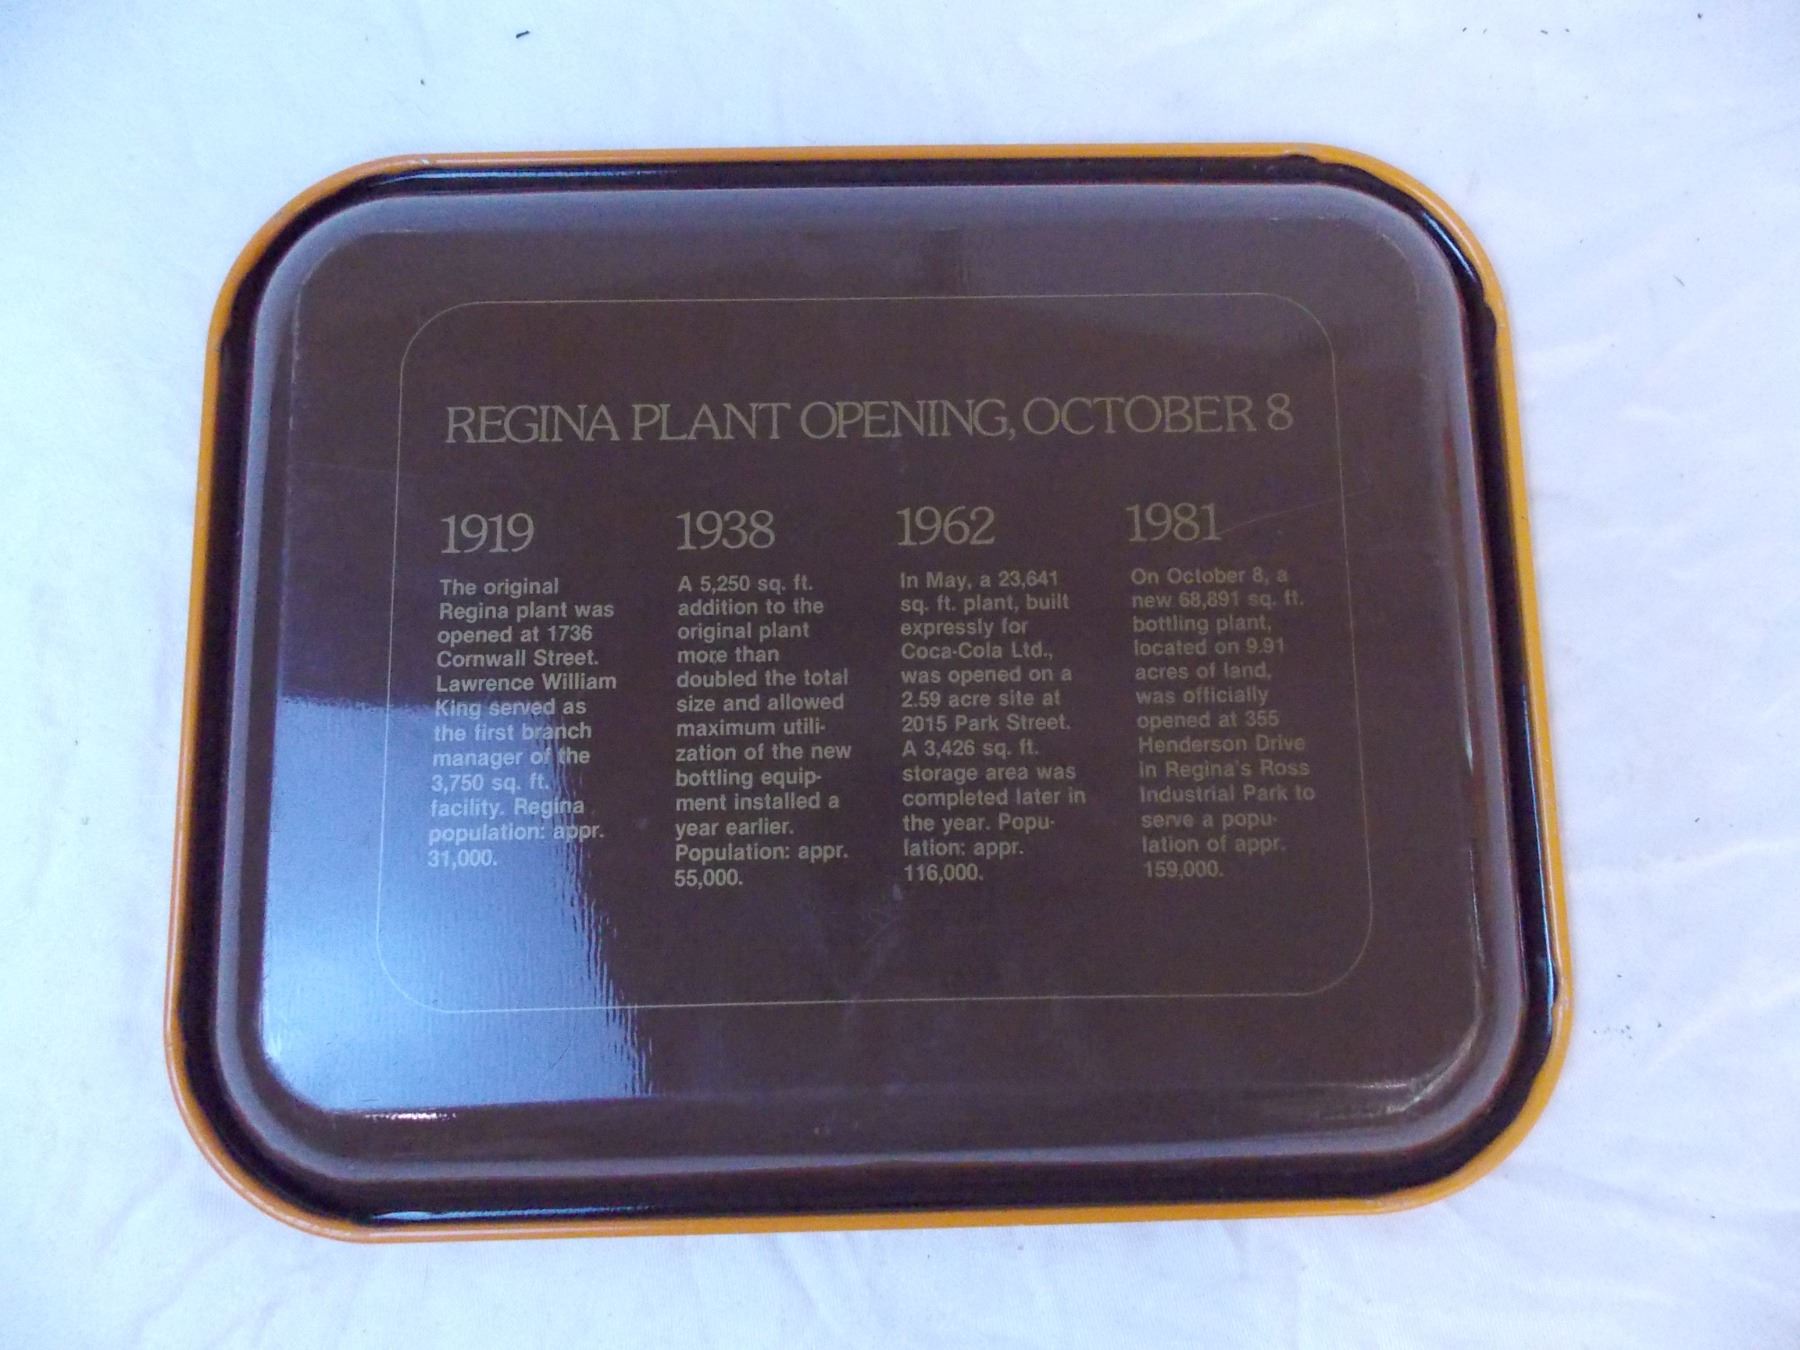 REGINA PLANT OPENING, OCTOBER 8
1919
The original
Regina plant was
opened at 1736
Cornwall Street.
Lawrence William
King served as
the first branch
manager of the
3,750 sq. ft.
facility. Regina
population: appr.
31,000.
1938
A 5,250 sq. ft.
addition to the
original plant
more than
doubled the total
size and allowed
maximum utili-
zation of the new
bottling equip-
ment installed a
year earlier.
Population: appr.
55,000.
1962
In May, a 23,641
sq. ft. plant, built
expressly for
Coca-Cola Ltd.,
was opened on a
2.59 acre site at
2015 Park Street.
A 3,426 sq. ft.
storage area was
completed later in
the year. Popu-
lation: appr.
116,000.
1981
On October 8, a
new 68,891 sq. ft.
bottling plant,
located on 9.91
acres of land,
was officially
opened at 355
Henderson Drive
in Regina's Ross
Industrial Park to
serve a popu-
lation of appr.
159,000.